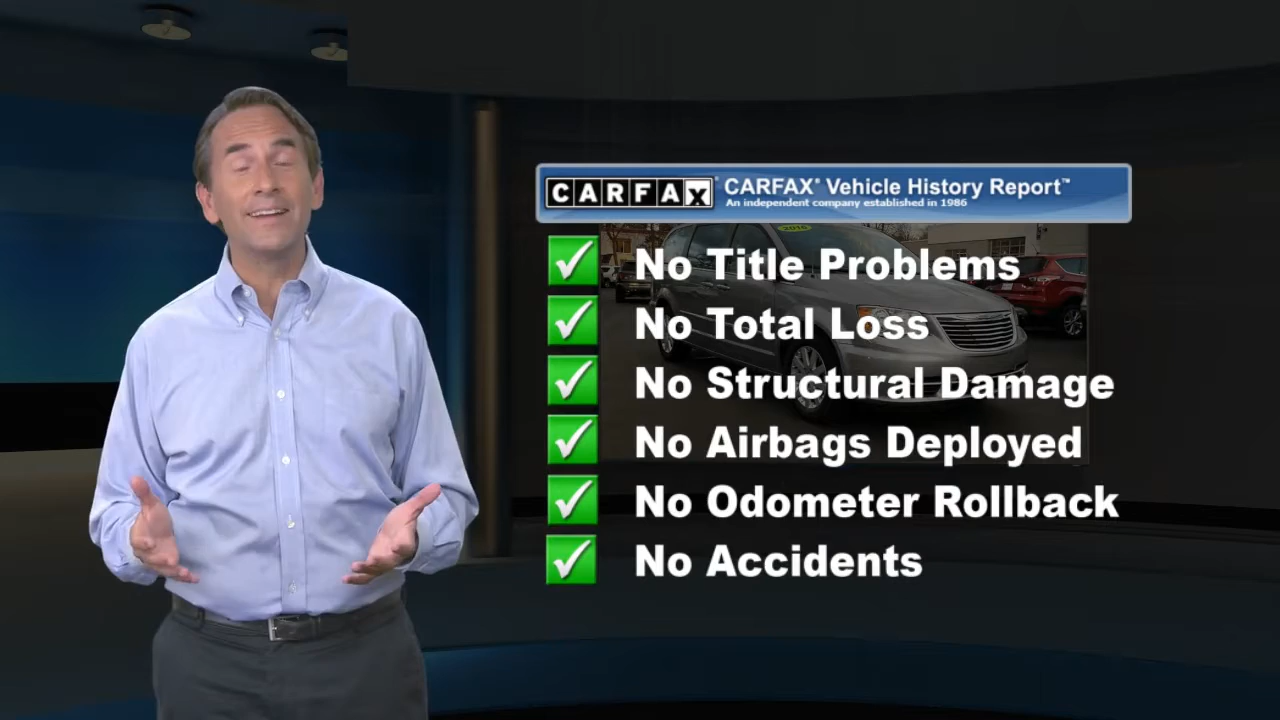 CARFAX® CARFAX® Vehicle History Report™
An independent company established in 1986
2016
No Title Problems
No Total Loss
No Structural Damage
No Airbags Deployed
No Odometer Rollback
No Accidents